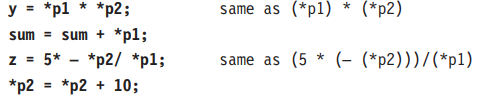 y = *p1 * *p2; same as (*p1) * (*p2)
sum = sum + *p1;
z = 5* – *p2/ *p1; same as (5 * (– (*p2)))/(*p1)
*p2 = *p2 + 10;